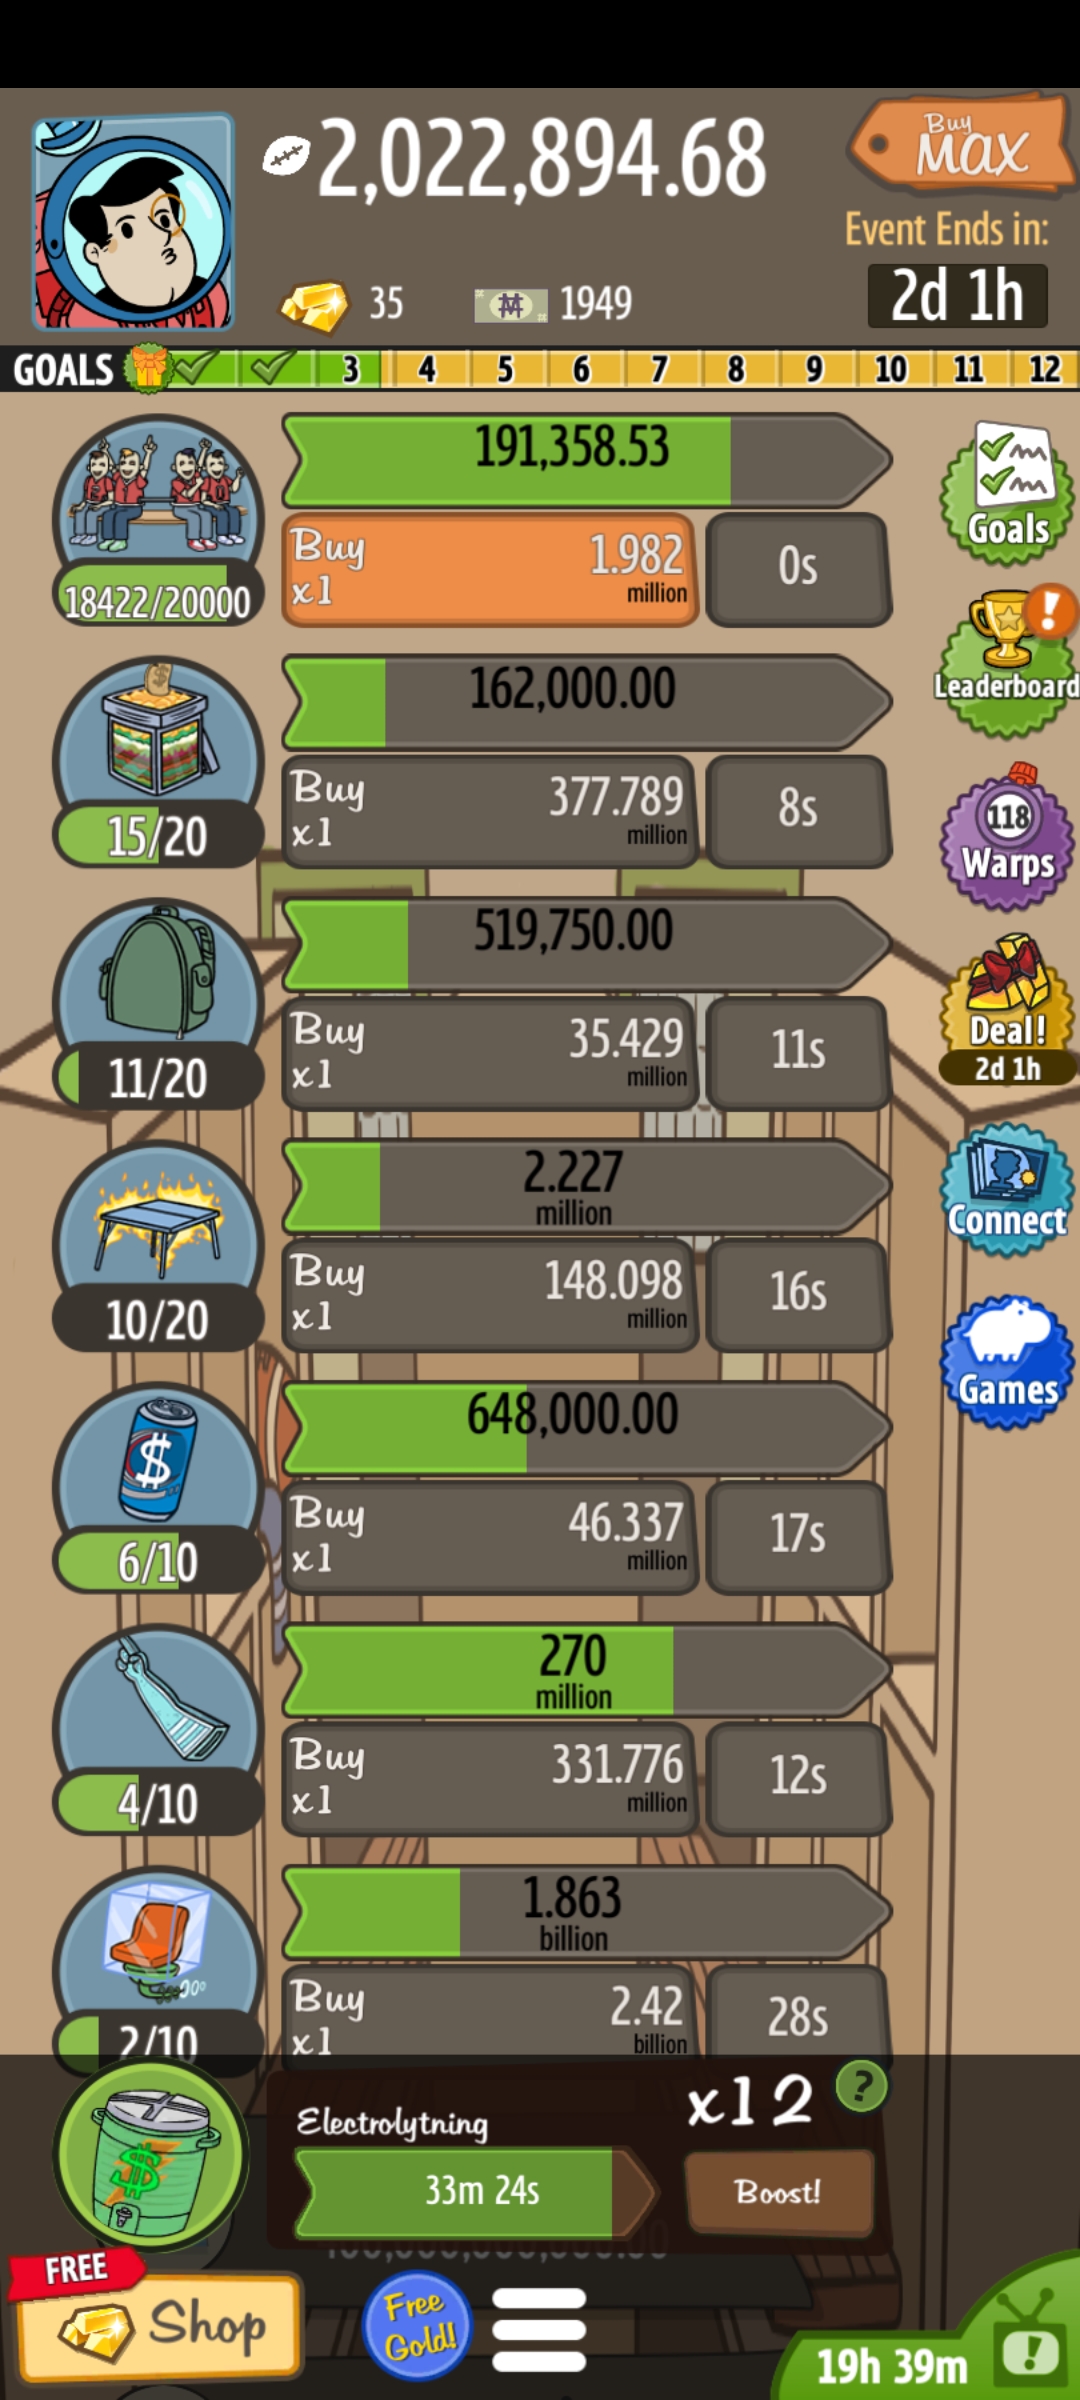 2,022,894.68
Buy
MAX
Event Ends in:
2d 1h
35
1949
GOALS 3 4 5 6 7 8 9 10 11 12
191,358.53
Buy
x1
1.982
million
0s
18422/20000
Goals
162,000.00
Buy
x1
377.789
million
8s
15/20
Leaderboard
118
Warps
519,750.00
Buy
x1
35.429
million
11s
11/20
Deal!
2d 1h
2.227
million
Buy
x1
148.098
million
16s
10/20
Connect
648,000.00
Buy
x1
46.337
million
17s
6/10
Games
270
million
Buy
x1
331.776
million
12s
4/10
1.863
billion
Buy
x1
2.42
billion
28s
2/10
Electrolytning
x12
?
33m 24s
Boost!
FREE
Shop
Free
Gold!
19h 39m